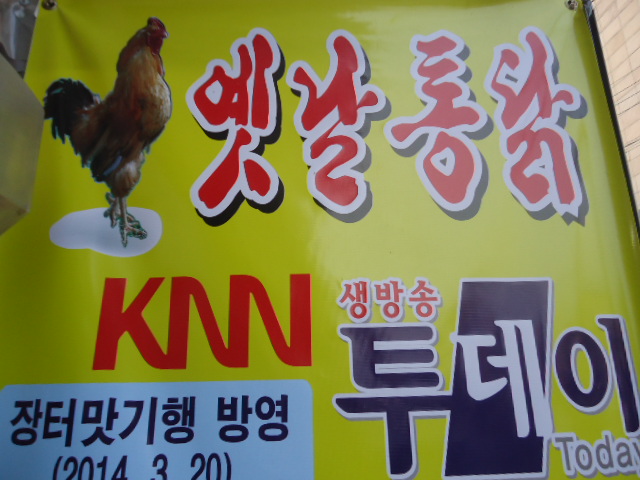 옛날통닭
KNN
생방송
투데이
Today
장터맛기행 방영
(2014. 3. 20)